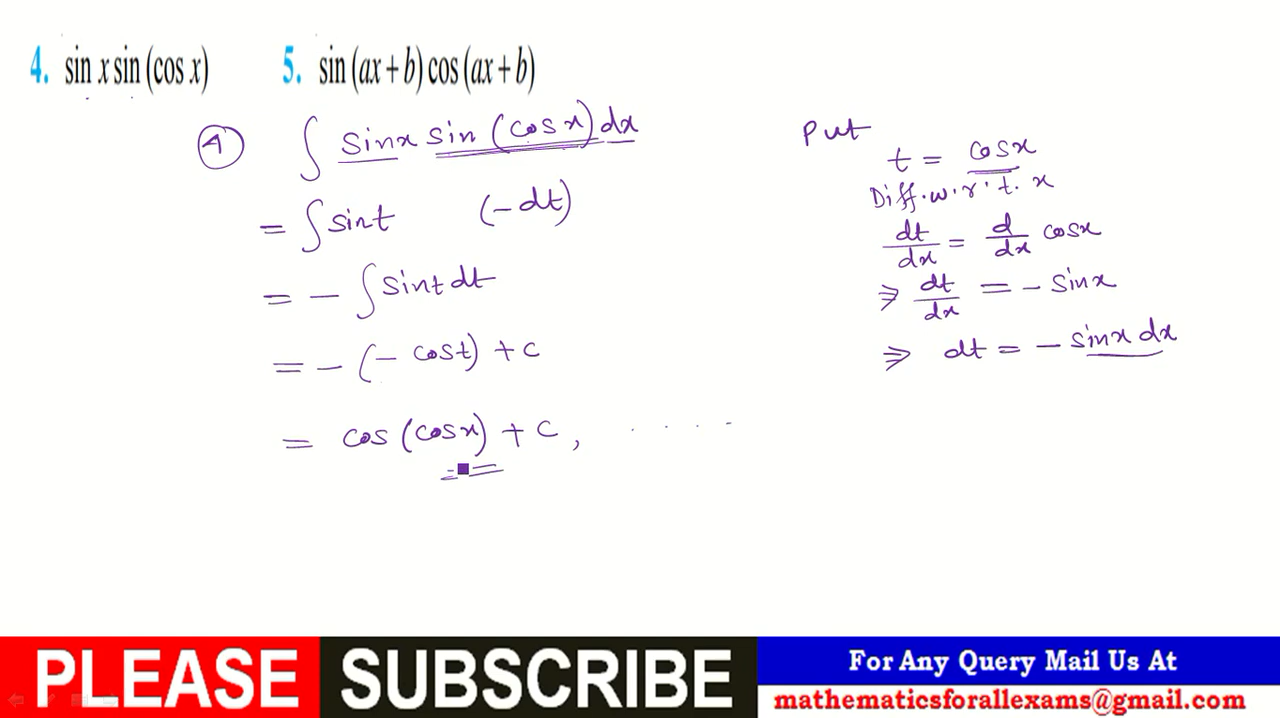 4. sin x sin (cos x) 5. sin (ax + b) cos (ax + b)
4 ∫ sinx sin (cosx) dx
= ∫ sint (-dt)
= - ∫ sint dt
= - (- cost) + c
= cos (cosx) + c ,
Put
t = cosx
Diff. w. r. t. x
dt/dx = d/dx cosx
⇒ dt/dx = - sinx
⇒ dt = - sinx dx
PLEASE SUBSCRIBE
For Any Query Mail Us At
mathematicsforallexams@gmail.com